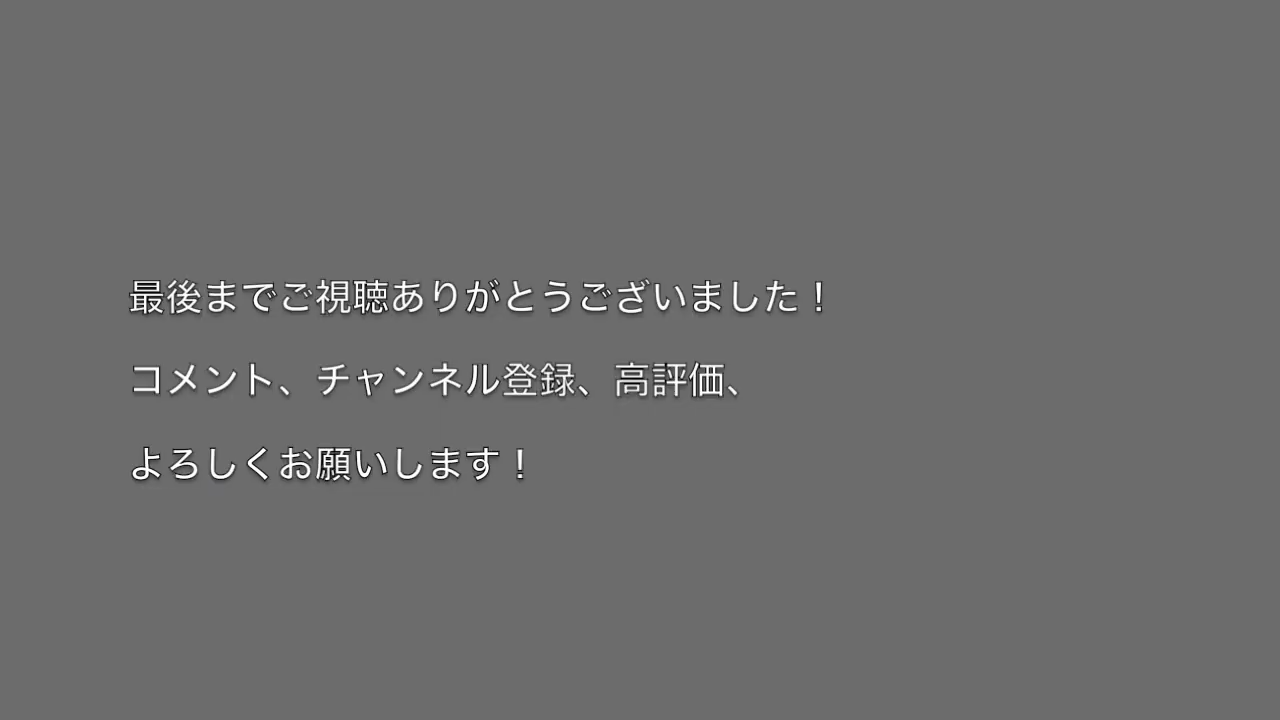 最後までご視聴ありがとうございました！
コメント、チャンネル登録、高評価、
よろしくお願いします！